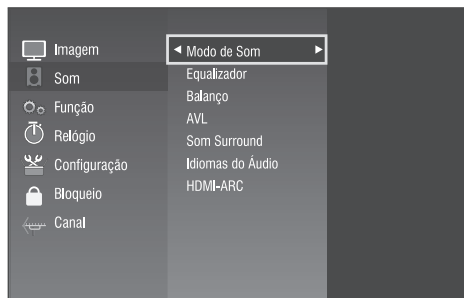 Imagem
Som
Função
Relógio
Configuração
Bloqueio
Canal
Modo de Som
Equalizador
Balanço
AVL
Som Surround
Idiomas do Áudio
HDMI-ARC